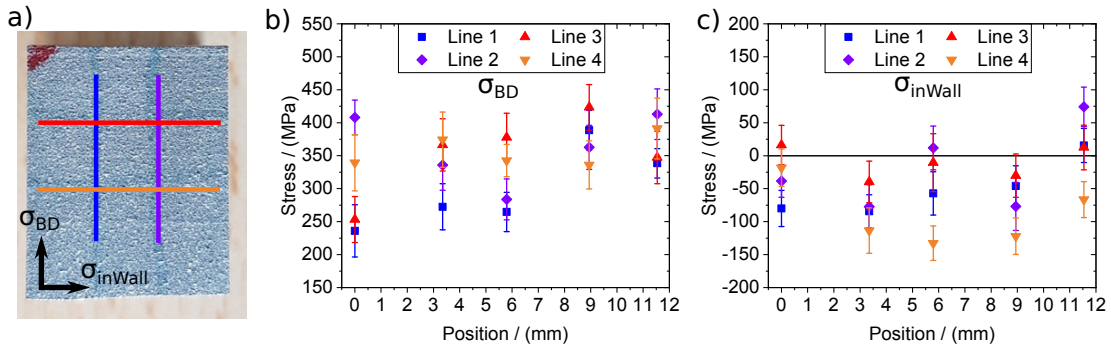 a)
σBD
σinWall
b)
Line 1 Line 3
Line 2 Line 4
σBD
Stress / (MPa)
450
400
350
300
250
200
150
550
500
0 1 2 3 4 5 6 7 8 9 10 11 12
Position / (mm)
c)
Line 1 Line 3
Line 2 Line 4
σinWall
Stress / (MPa)
200
150
100
50
0
-50
-100
-150
-200
0 1 2 3 4 5 6 7 8 9 10 11 12
Position / (mm)